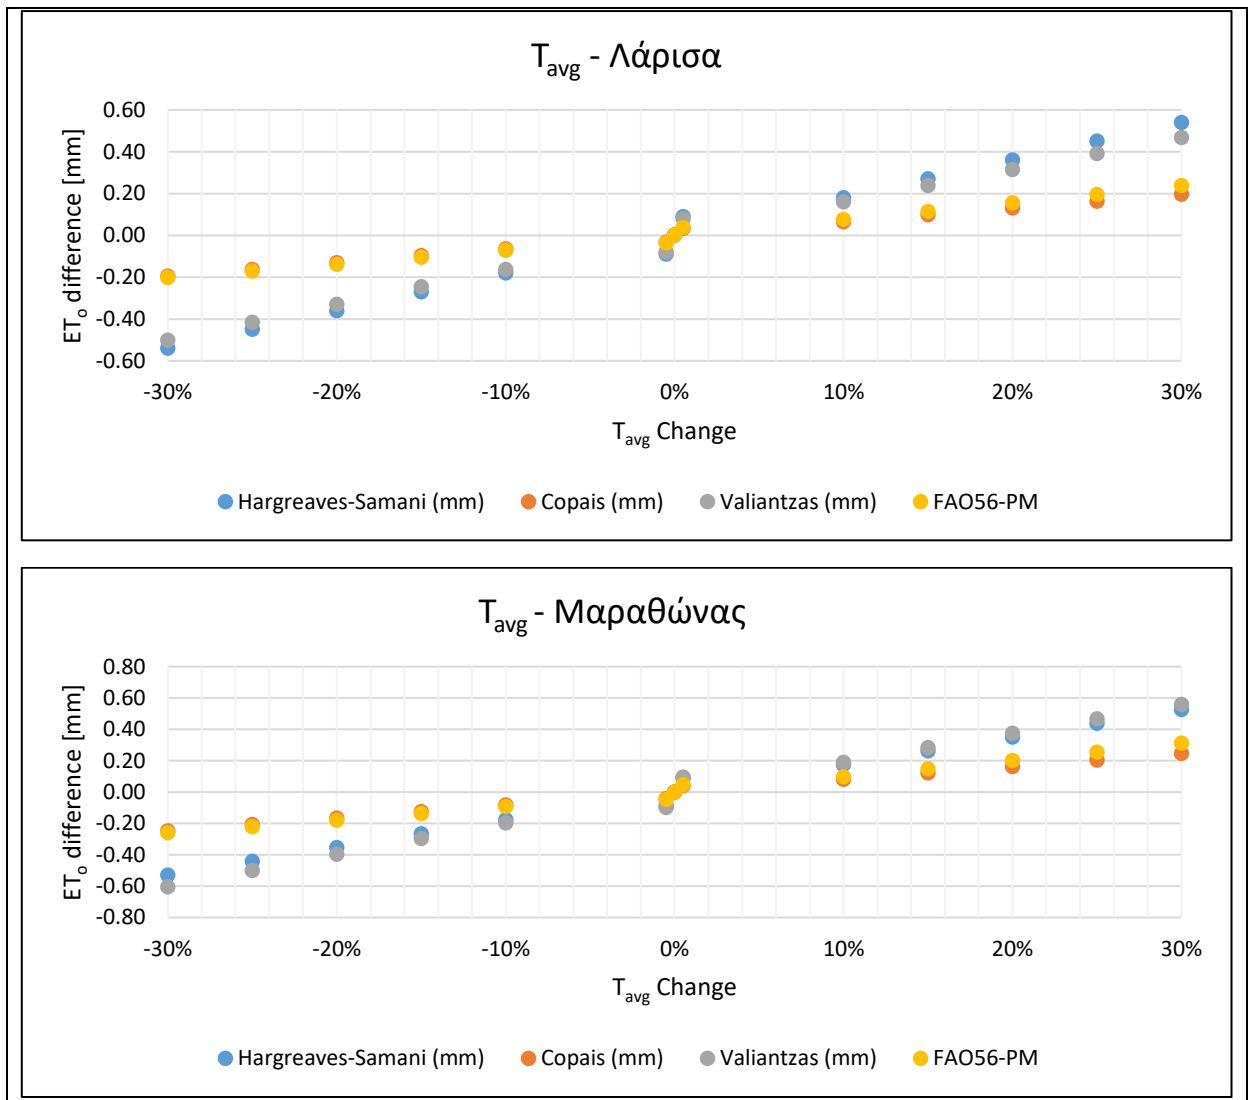 Tavg - Λάρισα
0.60
0.40
0.20
0.00
-0.20
-0.40
-0.60
ETo difference [mm]
-30% -20% -10% 0% 10% 20% 30%
Tavg Change
Hargreaves-Samani (mm) Copais (mm) Valiantzas (mm) FAO56-PM
Tavg - Μαραθώνας
0.80
0.60
0.40
0.20
0.00
-0.20
-0.40
-0.60
-0.80
ETo difference [mm]
-30% -20% -10% 0% 10% 20% 30%
Tavg Change
Hargreaves-Samani (mm) Copais (mm) Valiantzas (mm) FAO56-PM